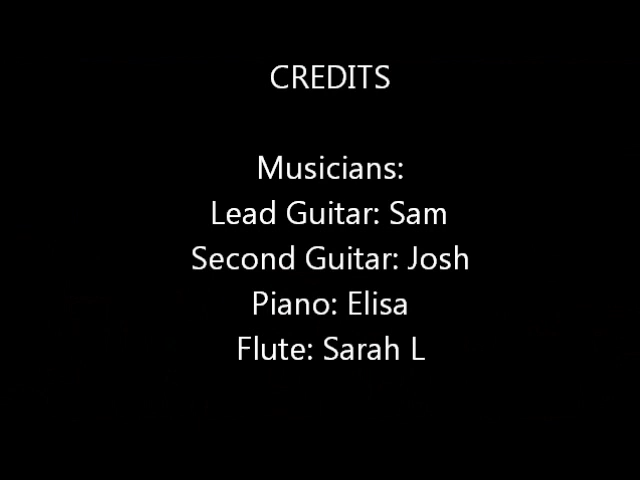 CREDITS
Musicians:
Lead Guitar: Sam
Second Guitar: Josh
Piano: Elisa
Flute: Sarah L